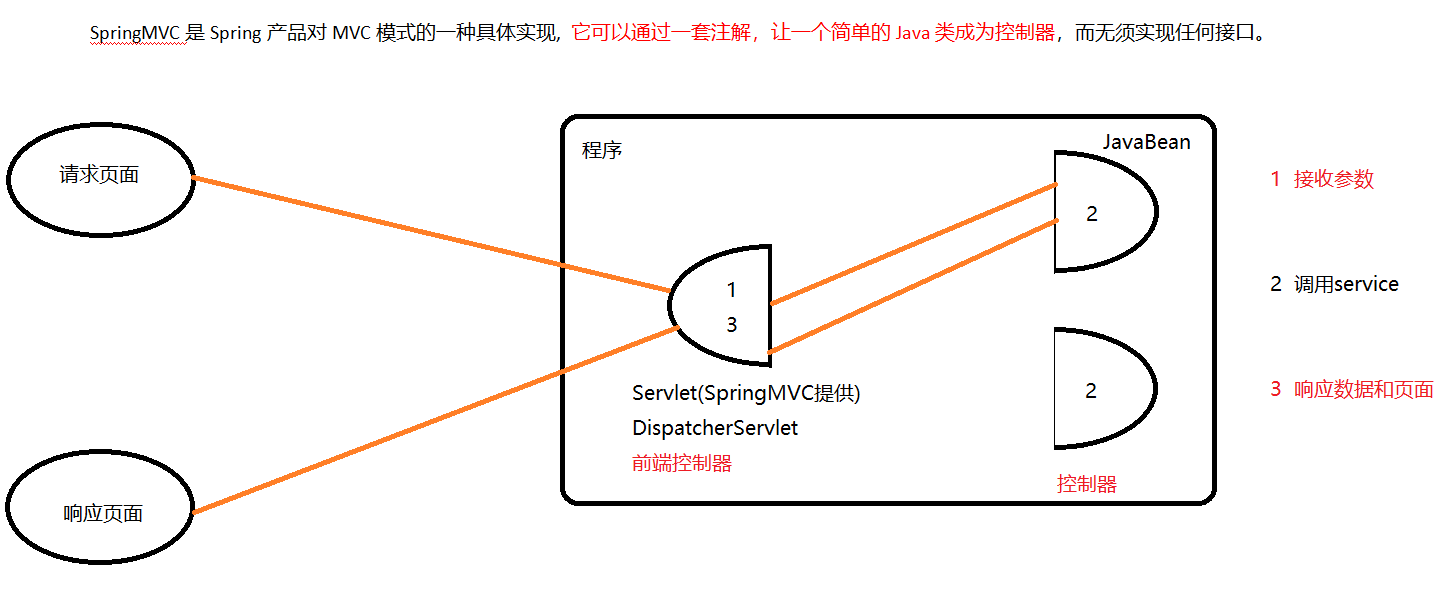 SpringMVC 是 Spring 产品对 MVC 模式的一种具体实现, 它可以通过一套注解，让一个简单的 Java 类成为控制器，而无须实现任何接口。
程序
JavaBean
请求页面
1 接收参数
2
1
2 调用service
3
Servlet(SpringMVC提供)
2
3 响应数据和页面
DispatcherServlet
前端控制器
控制器
响应页面